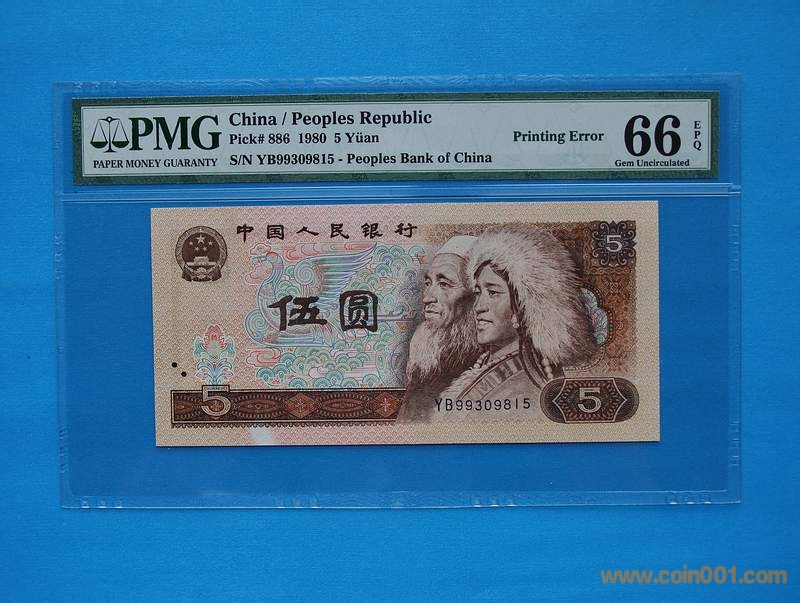 PMG
PAPER MONEY GUARANTY
China / Peoples Republic
Pick# 886 1980 5 Yüan
S/N YB99309815 - Peoples Bank of China
Printing Error
66
EPQ
Gem Uncirculated
中国人民银行
5
伍圆
5
YB99309815
5
www.coin001.com